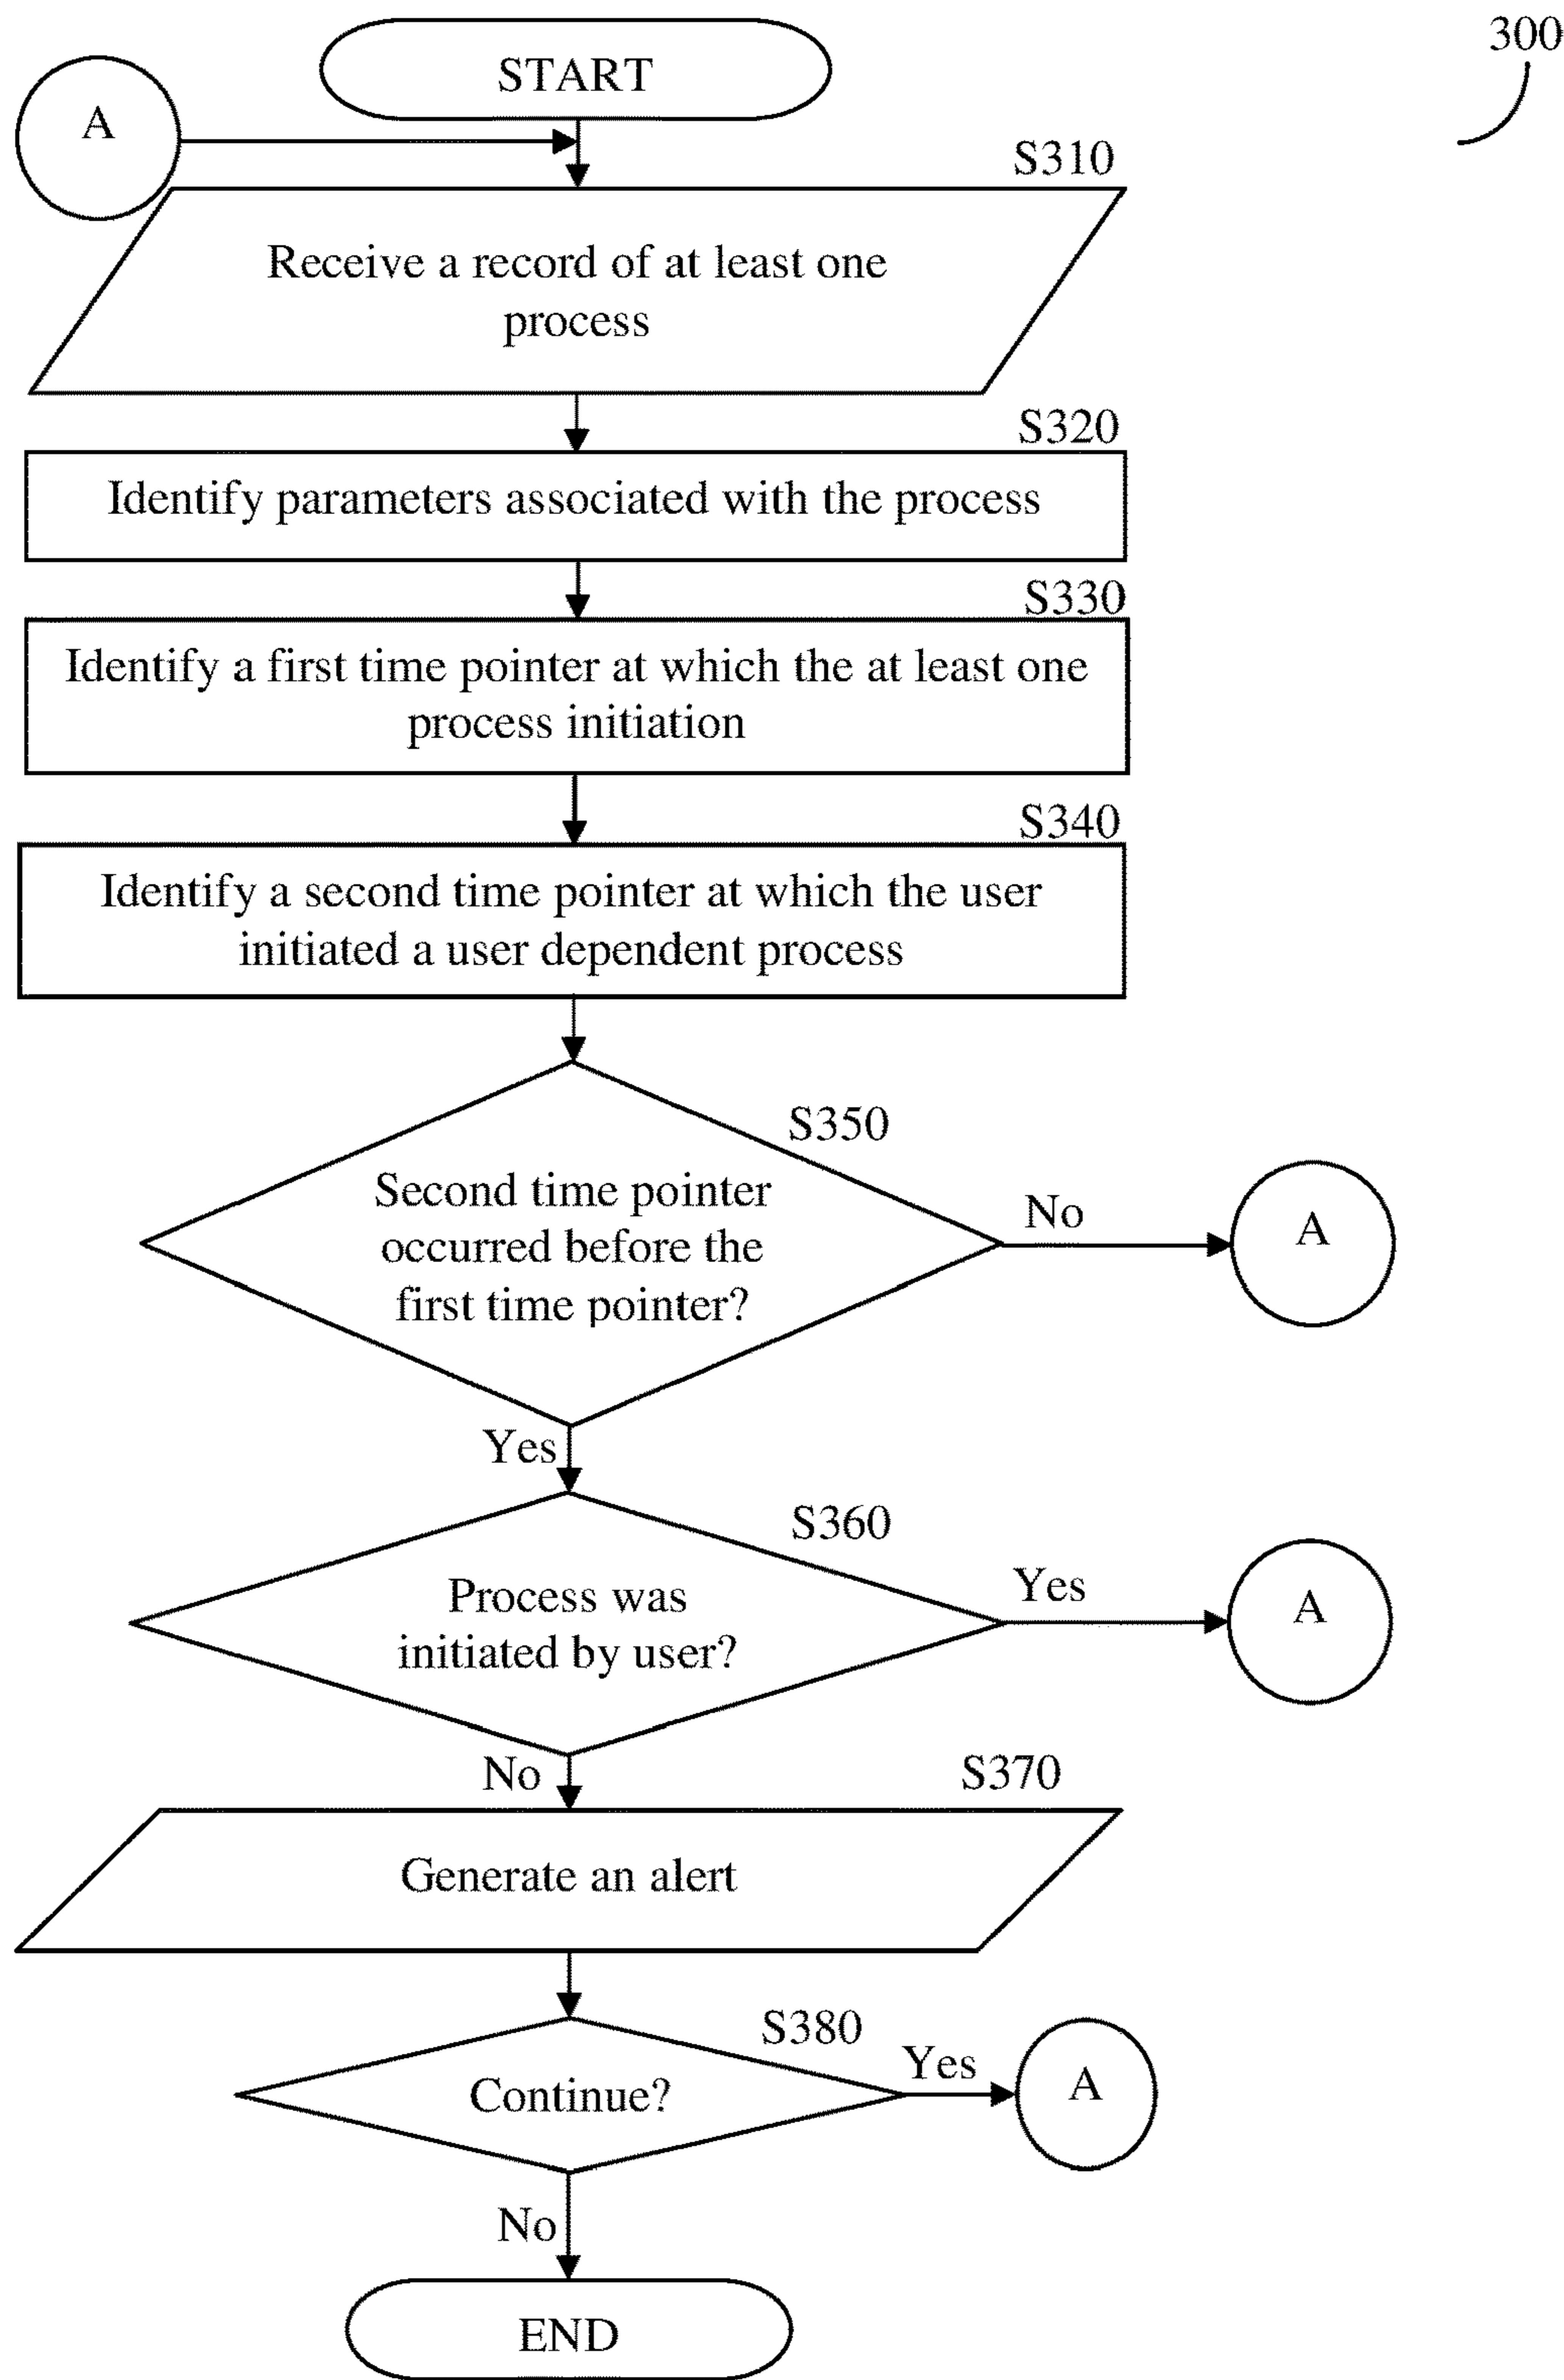 300
START
A
S310
Receive a record of at least one
process
S320
Identify parameters associated with the process
S330
Identify a first time pointer at which the at least one
process initiation
S340
Identify a second time pointer at which the user
initiated a user dependent process
S350
Second time pointer
occurred before the
first time pointer?
No
A
Yes
S360
Process was
initiated by user?
Yes
A
No
S370
Generate an alert
S380
Continue?
Yes
A
No
END